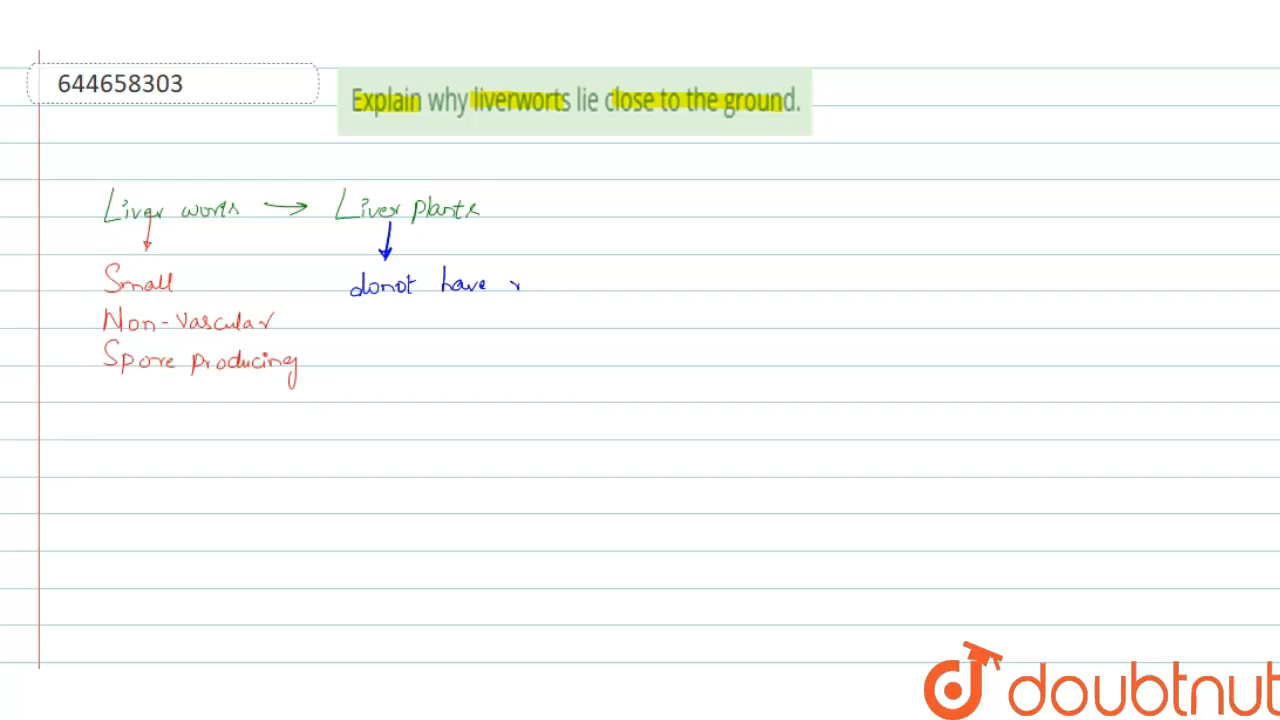 644658303
Explain why liverworts lie close to the ground.
Liver worts → Liver plants
Small
donot have
Non-Vascular
Spore producing
doubtnut